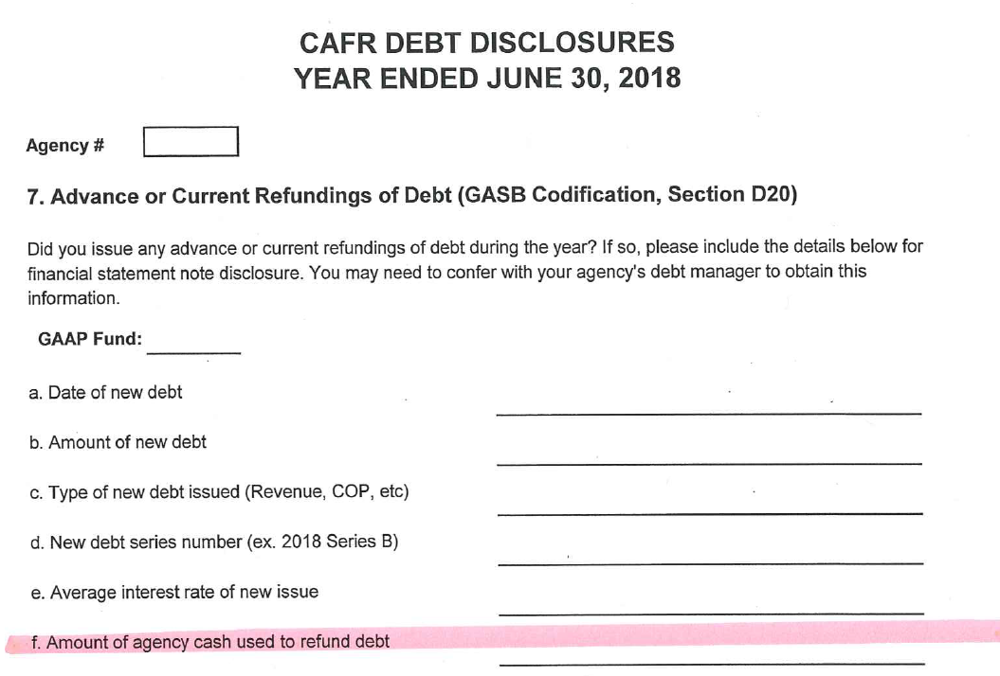 CAFR DEBT DISCLOSURES
YEAR ENDED JUNE 30, 2018
Agency #
7. Advance or Current Refundings of Debt (GASB Codification, Section D20)
Did you issue any advance or current refundings of debt during the year? If so, please include the details below for
financial statement note disclosure. You may need to confer with your agency's debt manager to obtain this
information.
GAAP Fund:
a. Date of new debt
b. Amount of new debt
c. Type of new debt issued (Revenue, COP, etc)
d. New debt series number (ex. 2018 Series B)
e. Average interest rate of new issue
f. Amount of agency cash used to refund debt